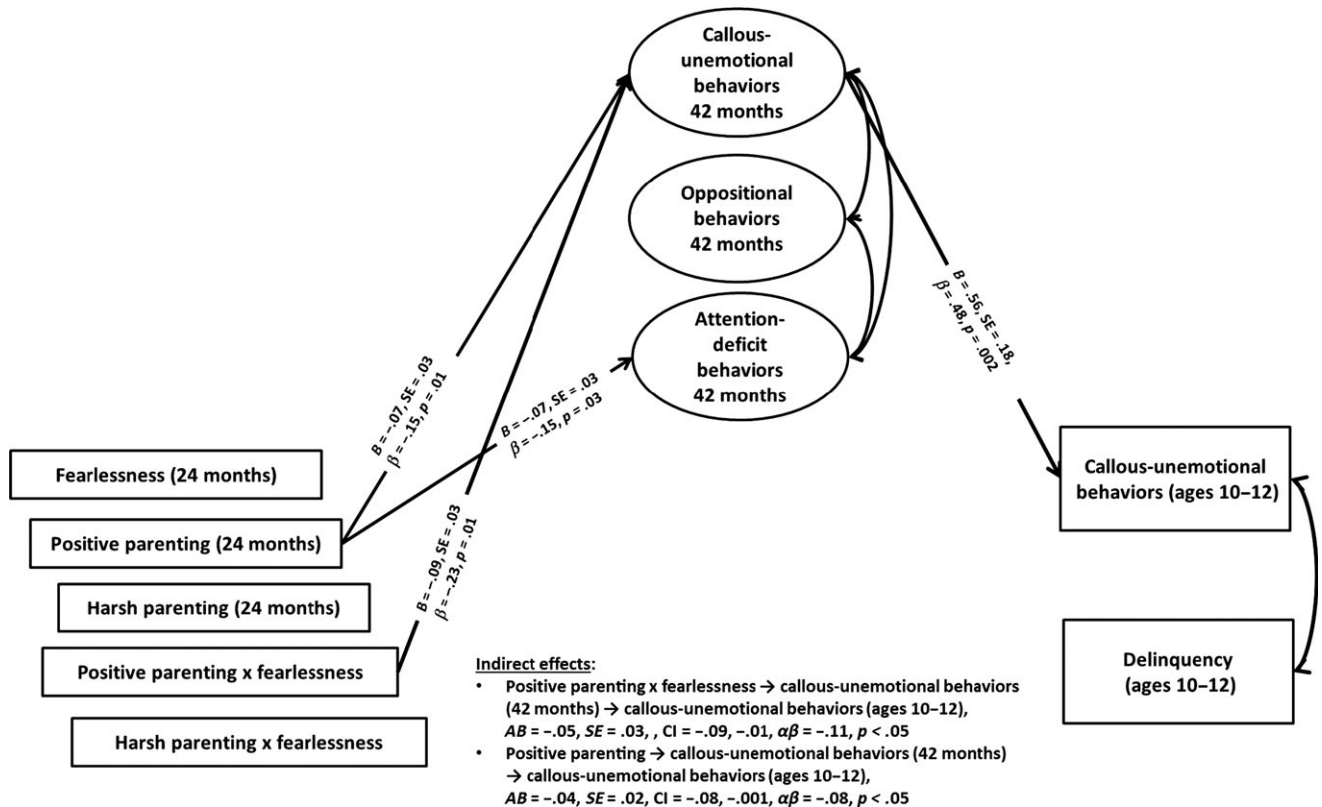 Callous-
unemotional
behaviors
42 months
Oppositional
behaviors
42 months
Attention-
deficit
behaviors
42 months
B = −.07, SE = .03
β = −.15, p = .01
B = −.07, SE = .03
β = −.15, p = .03
B = −.09, SE = .03
β = −.23, p = .01
B = .56, SE = .18,
β = .48, p = .002
Fearlessness (24 months)
Positive parenting (24 months)
Harsh parenting (24 months)
Positive parenting x fearlessness
Harsh parenting x fearlessness
Callous-unemotional
behaviors (ages 10–12)
Delinquency
(ages 10–12)
Indirect effects:
• Positive parenting x fearlessness → callous-unemotional behaviors
(42 months) → callous-unemotional behaviors (ages 10–12),
AB = −.05, SE = .03, , CI = −.09, −.01, αβ = −.11, p < .05
• Positive parenting → callous-unemotional behaviors (42 months)
→ callous-unemotional behaviors (ages 10–12),
AB = −.04, SE = .02, CI = −.08, -.001, αβ = −.08, p < .05